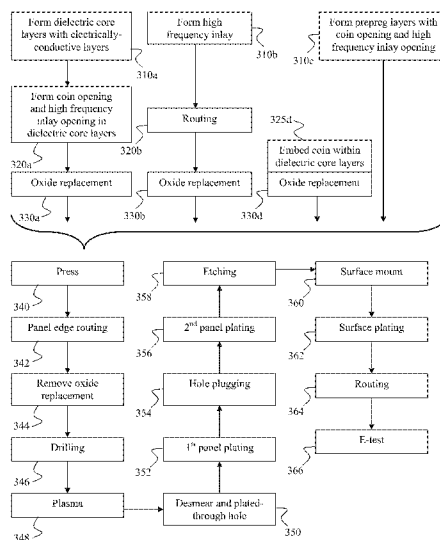 Form dielectric core
layers with electrically-
conductive layers
310a
Form coin opening
and high frequency
inlay opening in
dielectric core layers
320a
Oxide replacement
330a
Form high
frequency inlay
310b
Routing
320b
Oxide replacement
330b
325d
Embed coin within
dielectric core layers
Oxide replacement
330d
Form prepreg layers with
coin opening and high
frequency inlay opening
310c
Press
340
Panel edge routing
342
Remove oxide
replacement
344
Drilling
346
Plasma
348
Desmear and plated-
through hole
350
1st panel plating
352
Hole plugging
354
2nd panel plating
356
Etching
358
Surface mount
360
Surface plating
362
Routing
364
E-test
366